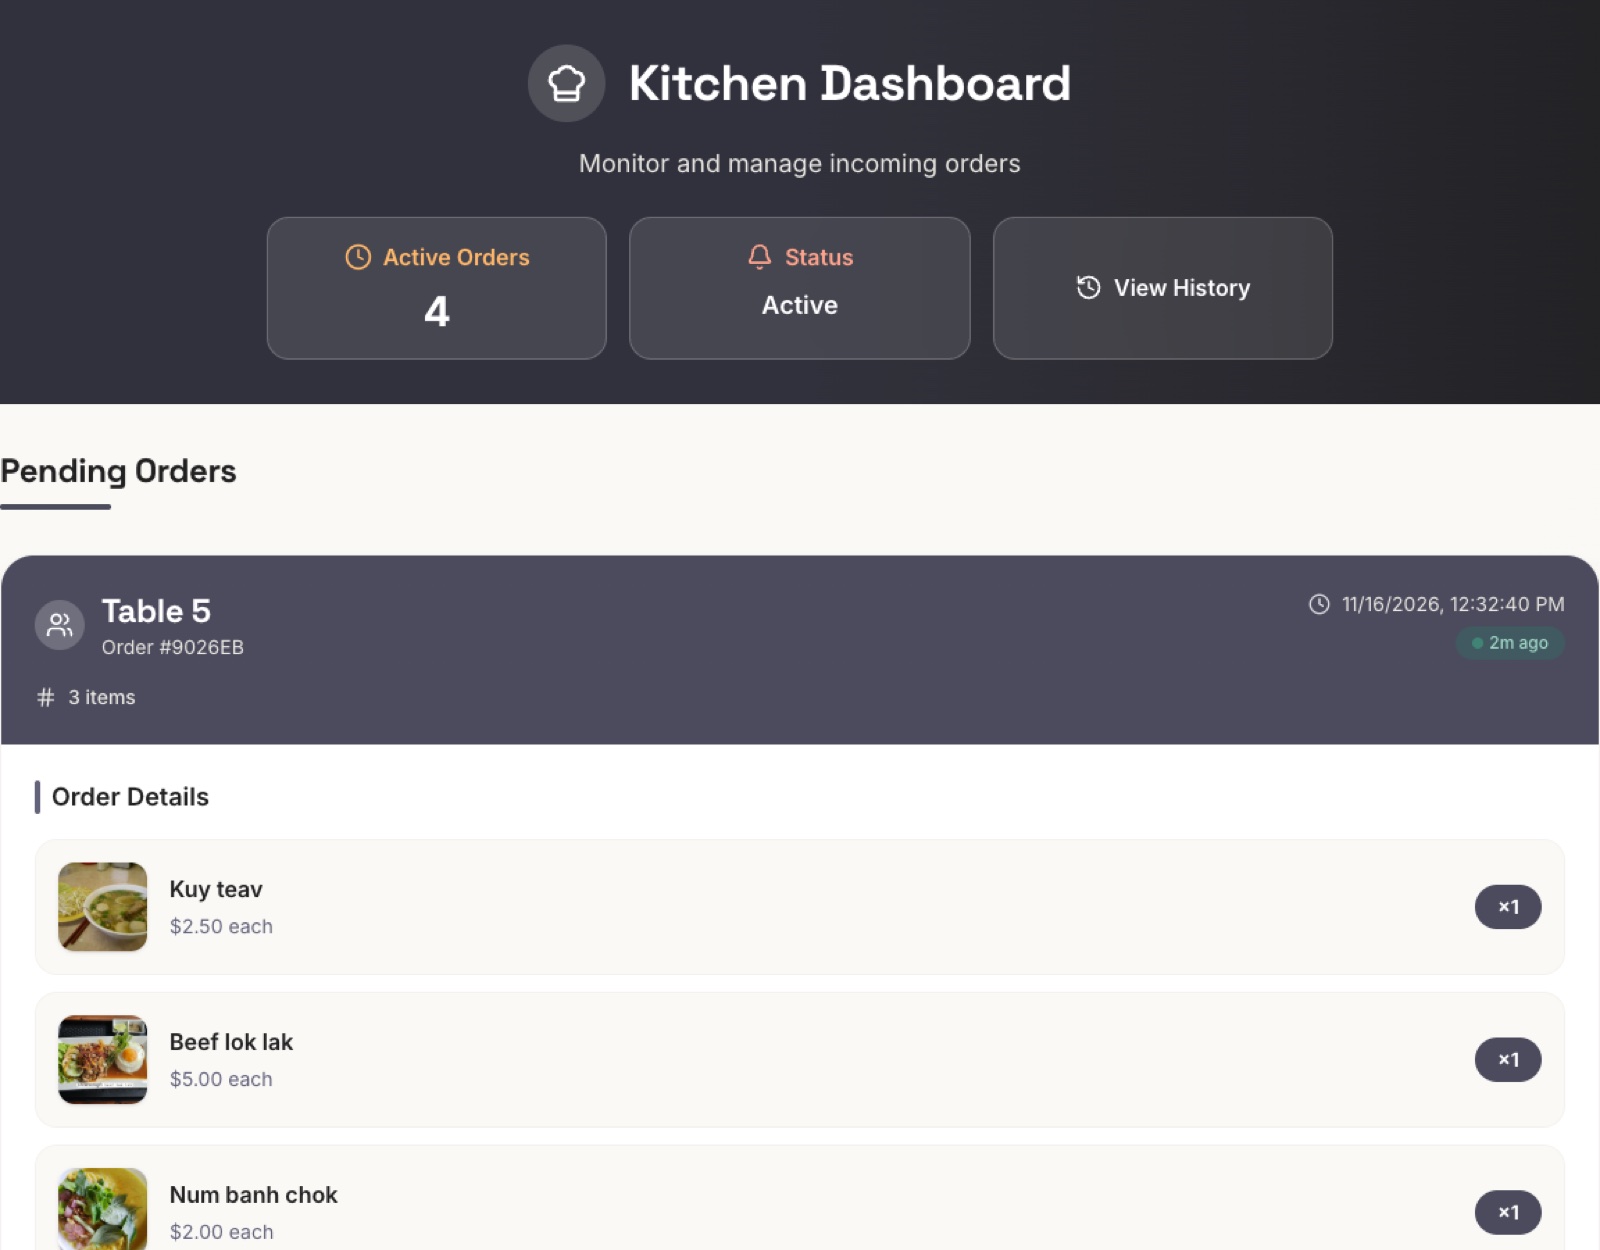 Kitchen Dashboard
Monitor and manage incoming orders
Active Orders
4
Status
Active
View History
Pending Orders
Table 5
Order #9026EB
11/16/2026, 12:32:40 PM
2m ago
# 3 items
Order Details
Kuy teav
$2.50 each
×1
Beef lok lak
$5.00 each
×1
Num banh chok
$2.00 each
×1